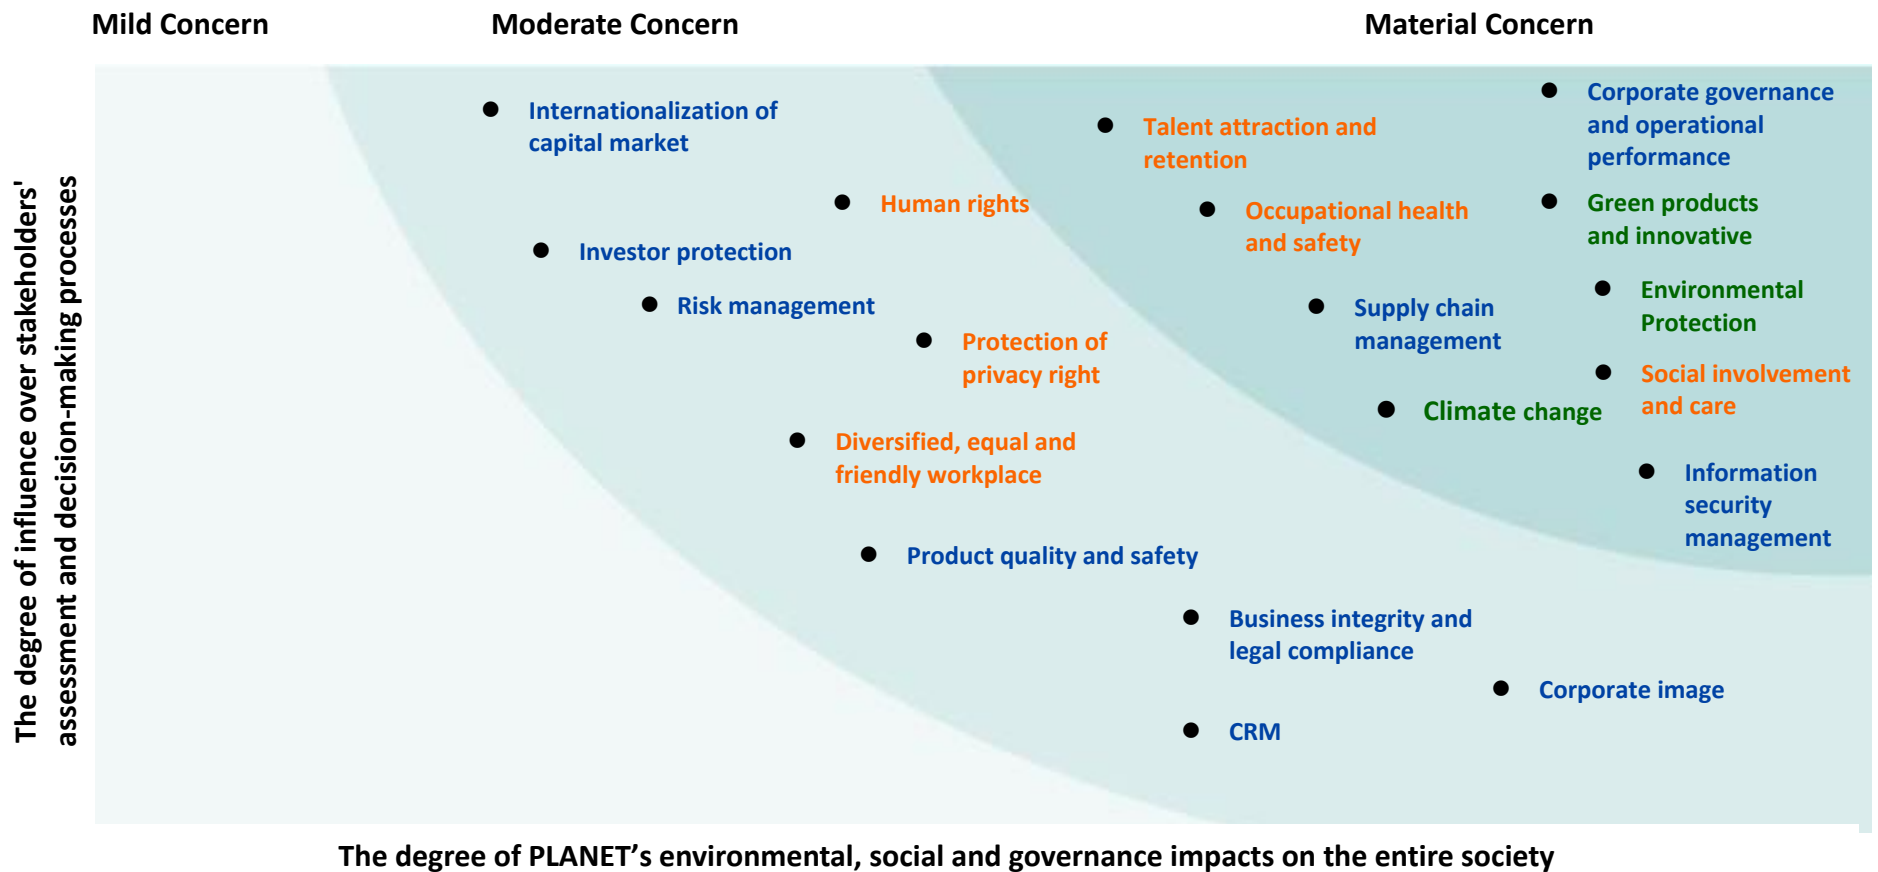 Mild Concern
Moderate Concern
Material Concern
The degree of influence over stakeholders'
assessment and decision-making processes
Internationalization of
capital market
Human rights
Investor protection
Risk management
Protection of
privacy right
Diversified, equal and
friendly workplace
Product quality and safety
Business integrity and
legal compliance
Corporate image
CRM
Talent attraction and
retention
Occupational health
and safety
Supply chain
management
Climate change
Corporate governance
and operational
performance
Green products
and innovative
Environmental
Protection
Social involvement
and care
Information
security
management
The degree of PLANET’s environmental, social and governance impacts on the entire society